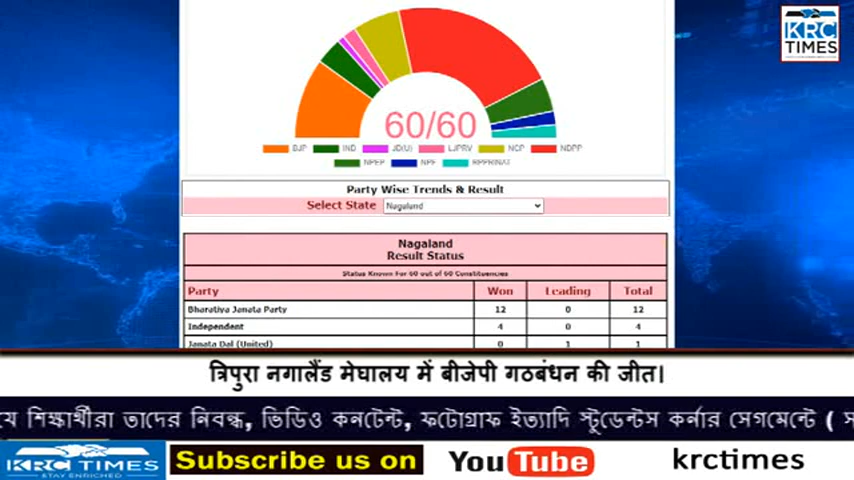 KRC
TIMES
60/60
BJP IND JD(U) LJPRV NCP NDPP
NPEP NPF RPPRINAT
Party Wise Trends & Result
Select State Nagaland
Nagaland
Result Status
Status Known For 60 out of 60 Constituencies
Party Won Leading Total
Bharatiya Janata Party 12 0 12
Independent 4 0 4
Janata Dal (United) 0 1 1
त्रिपुरा नगालैंड मेघालय में बीजेपी गठबंधन की जीत।
যে শিক্ষার্থীরা তাদের নিবন্ধ, ভিডিও কনটেন্ট, ফটোগ্রাফ ইত্যাদি স্টুডেন্টস কর্নার সেগমেন্টে ( স
KRC TIMES
STAY ENRICHED
Subscribe us on YouTube krctimes